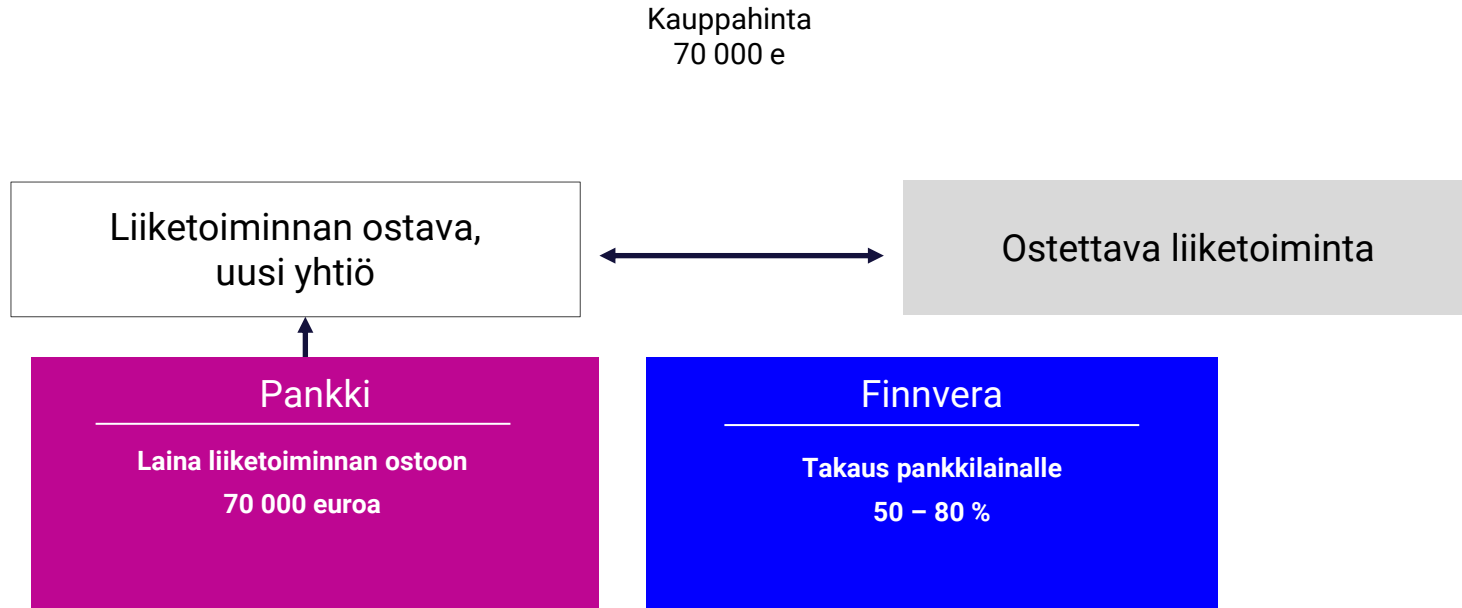 Kauppahinta
70 000 e
Liiketoiminnan ostava,
uusi yhtiö
Ostettava liiketoiminta
Pankki
Laina liiketoiminnan ostoon
70 000 euroa
Finnvera
Takaus pankkilainalle
50 – 80 %